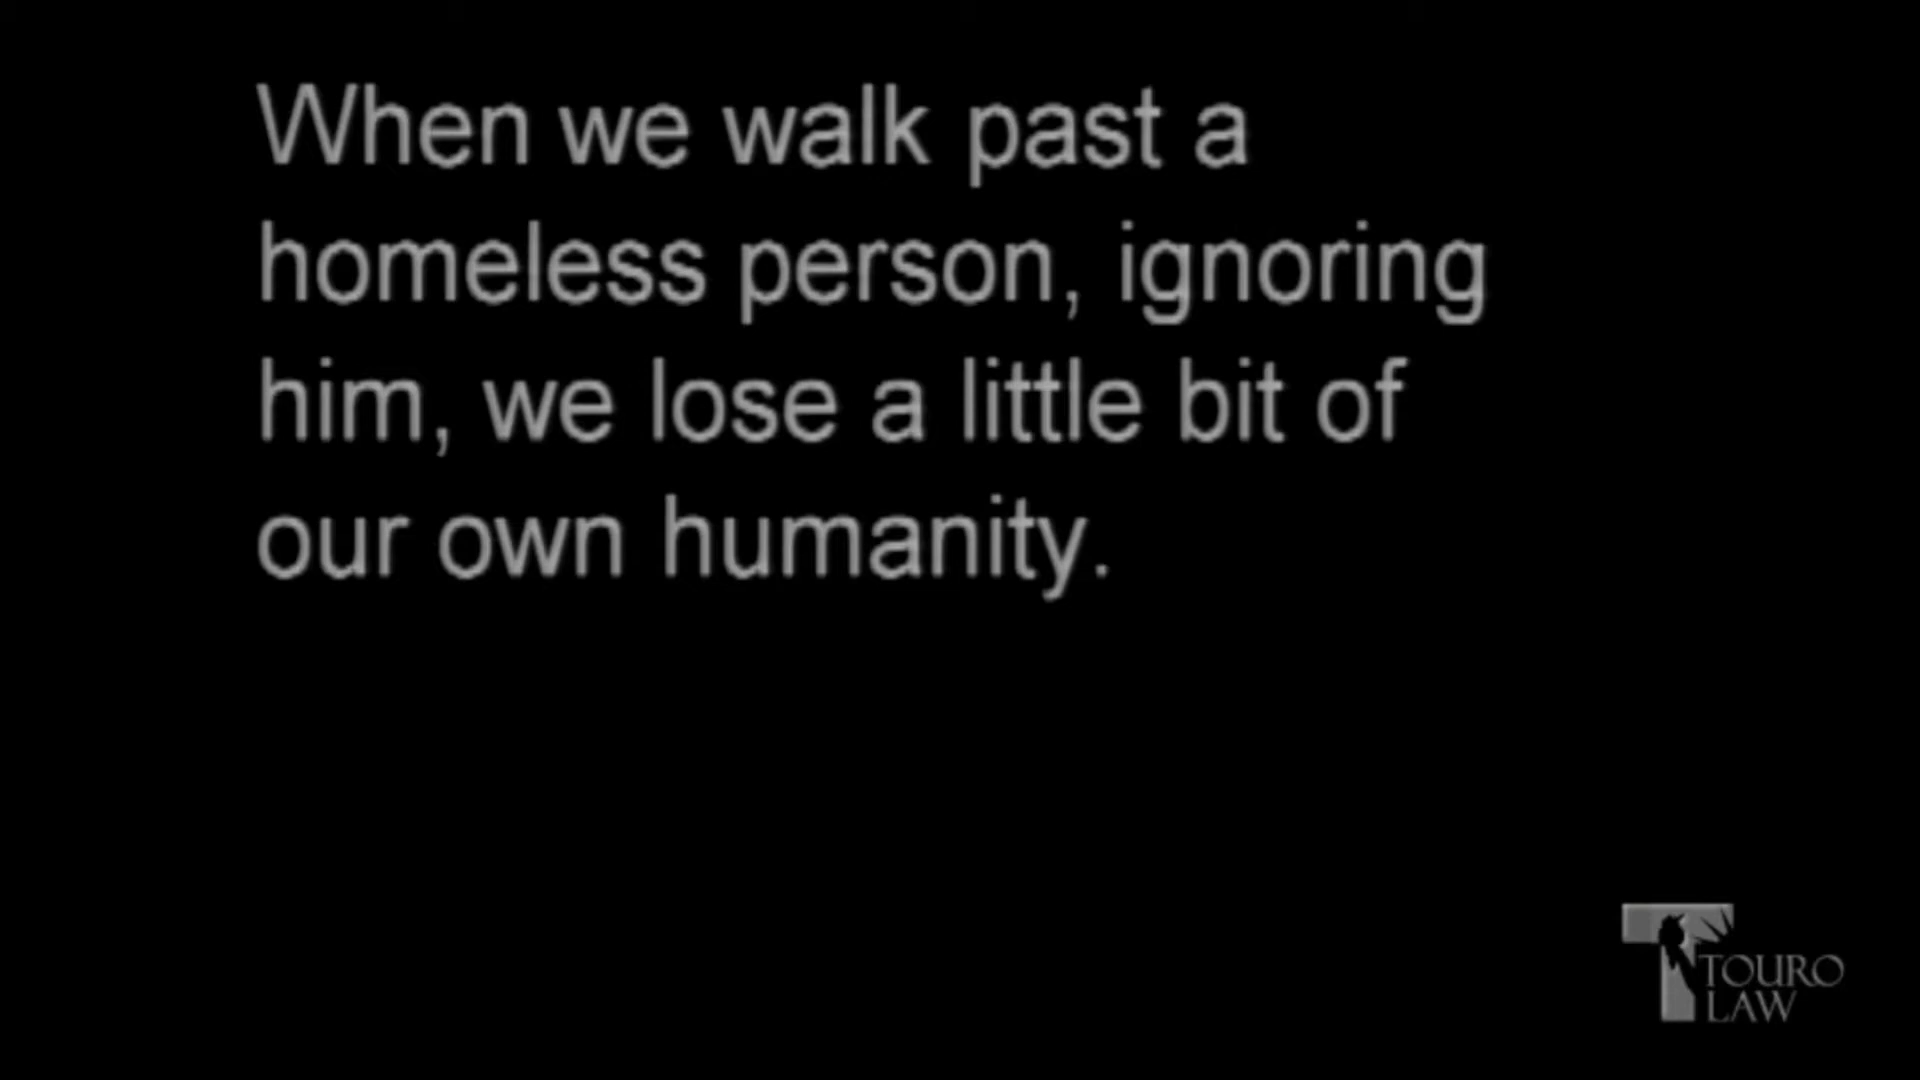 When we walk past a
homeless person, ignoring
him, we lose a little bit of
our own humanity.
TOURO
LAW